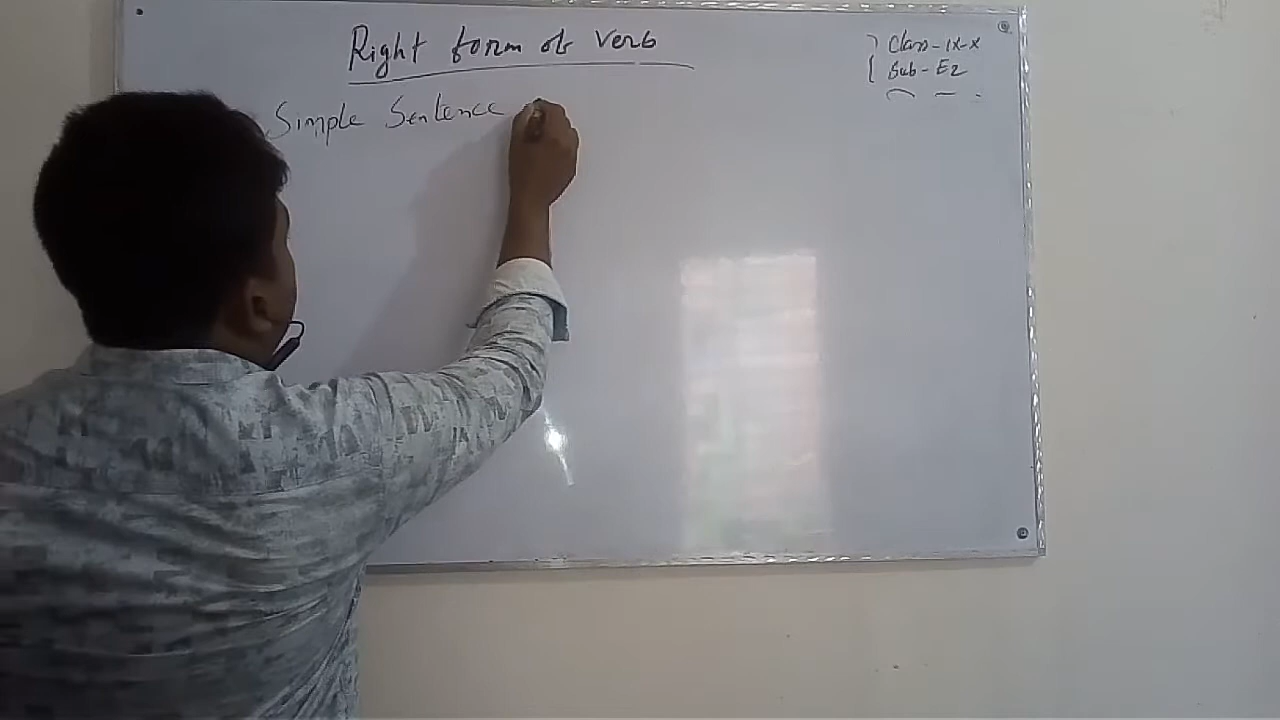 Right form of Verb
Class-IX-X
Sub-E2
Simple Sentence